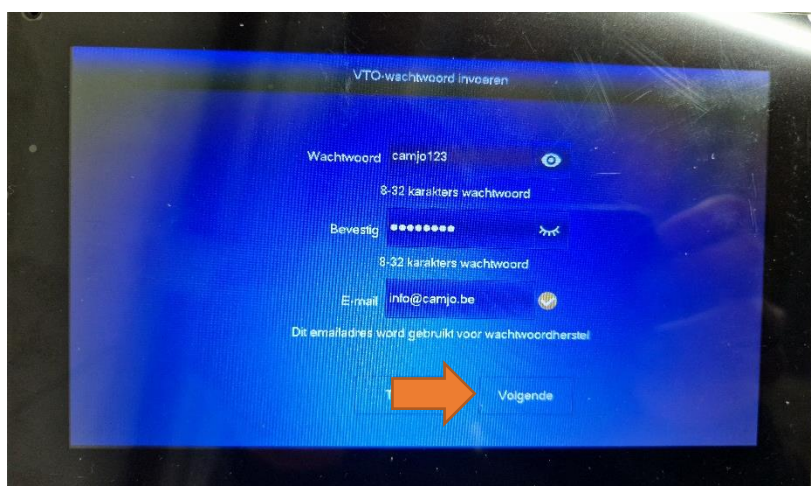 VTO-wachtwoord invoeren
Wachtwoord camjo123
8-32 karakters wachtwoord
Bevestig ●●●●●●●●
8-32 karakters wachtwoord
E-mail info@camjo.be
Dit emailadres word gebruikt voor wachtwoordherstel
Volgende